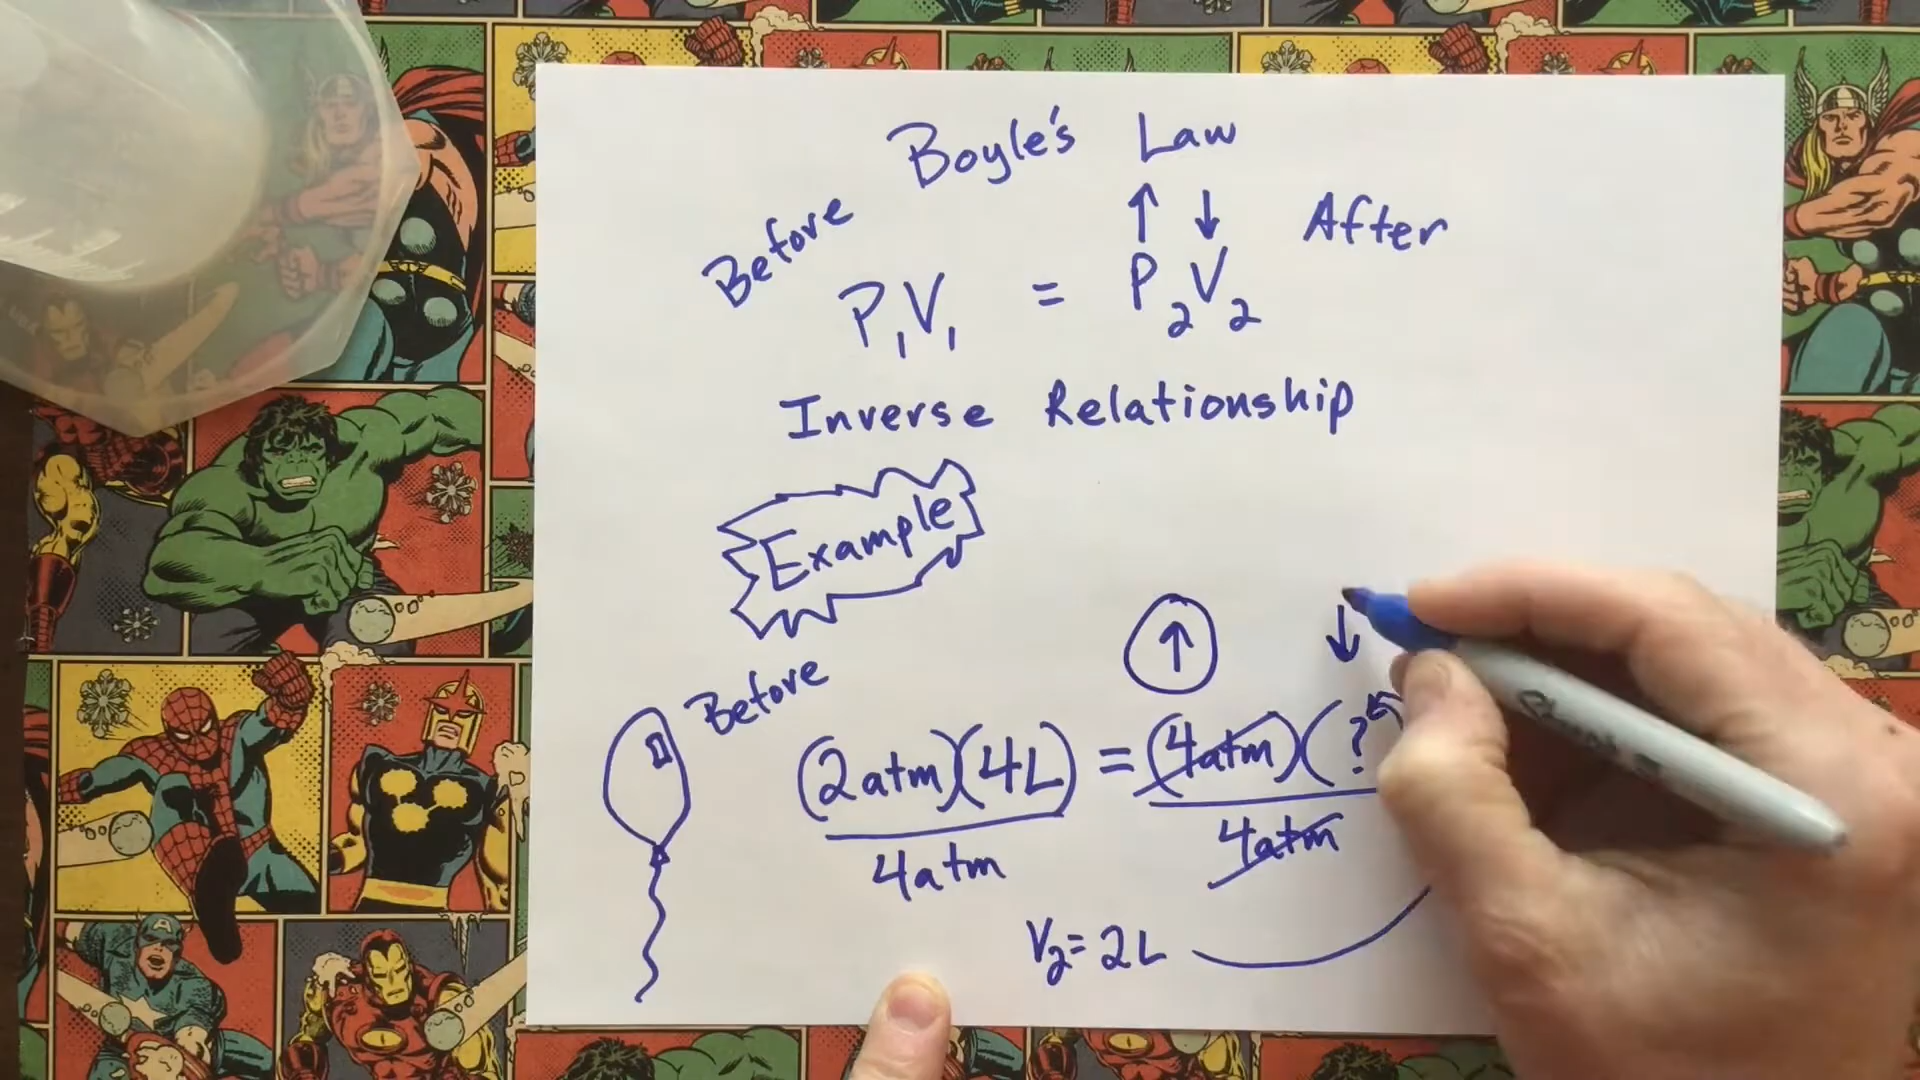 Boyle's Law
Before
↑ ↓
After
P₁V₁ = P₂V₂
Inverse Relationship
Example
↑ ↓
Before
(2atm)(4L) = (4atm)(?
4atm 4atm
V₂ = 2L